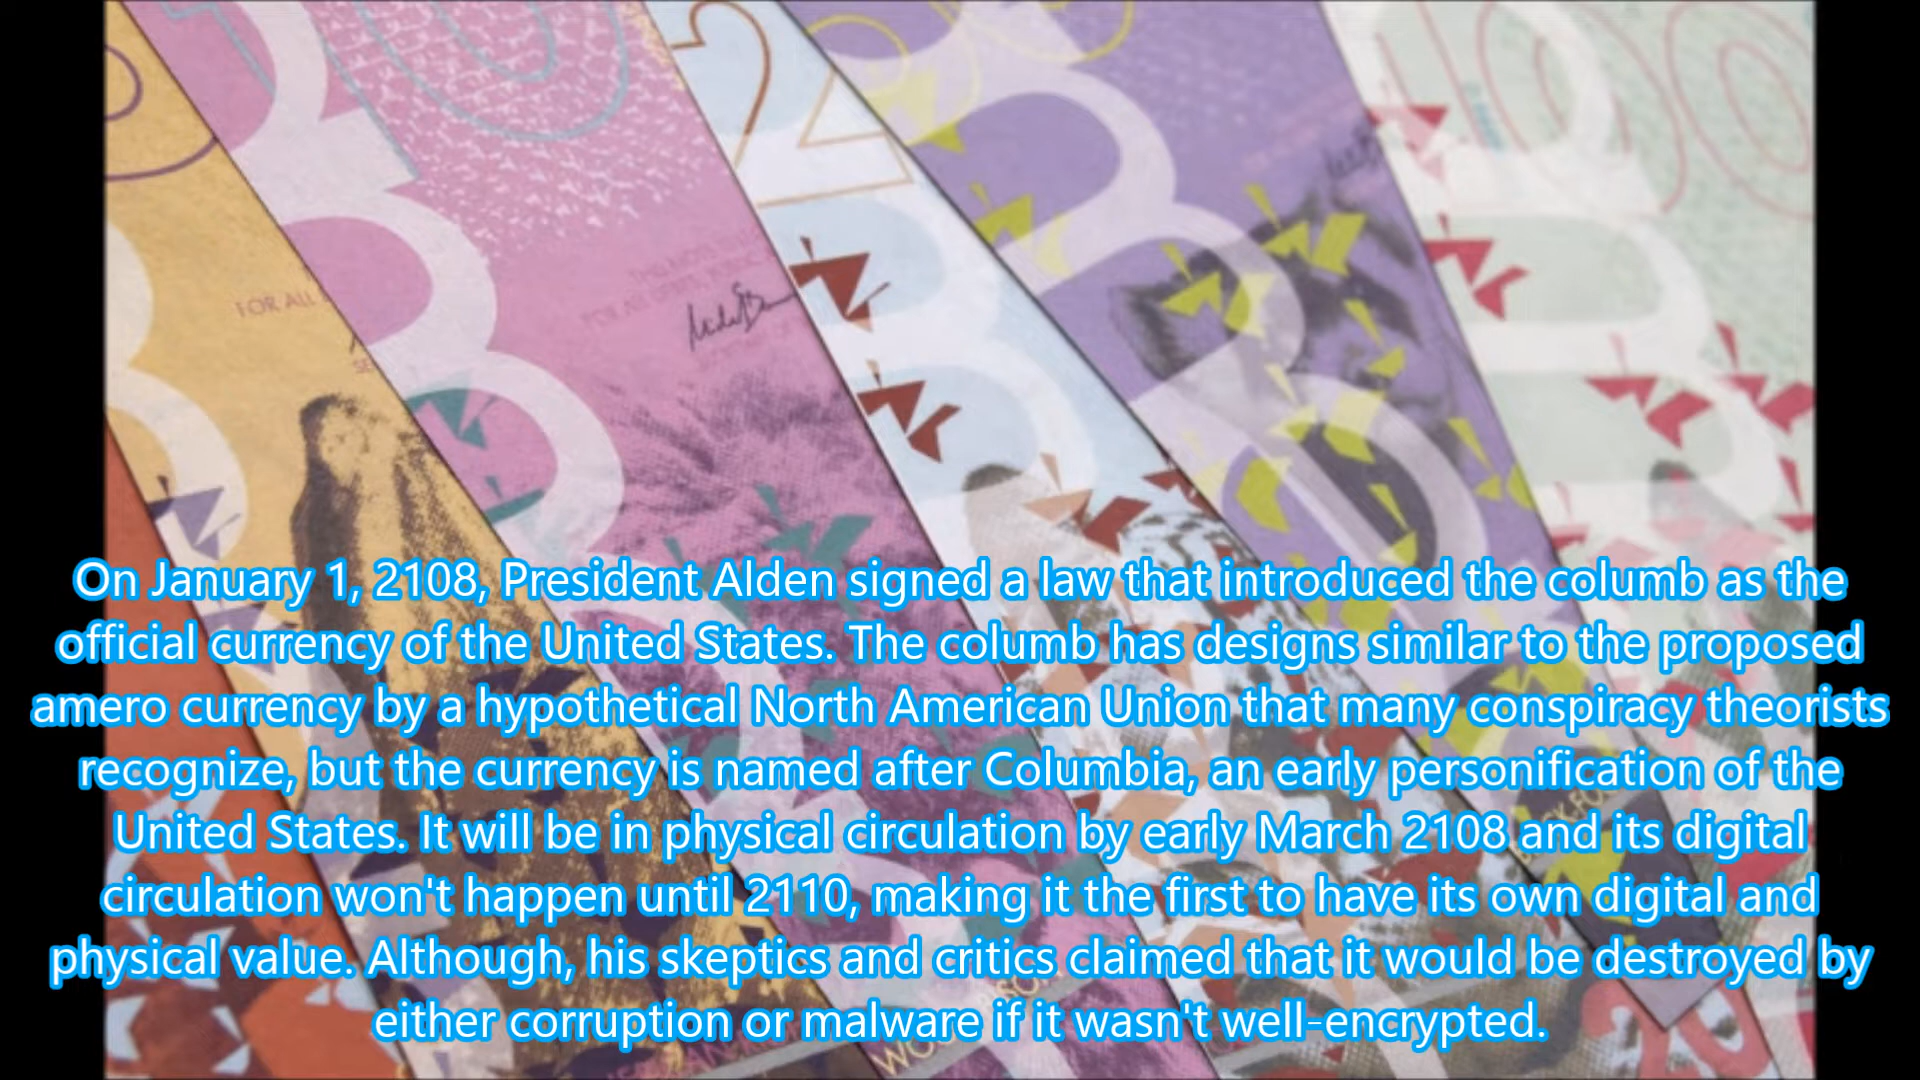 10
2
100
FOR ALL
On January 1, 2108, President Alden signed a law that introduced the columb as the
official currency of the United States. The columb has designs similar to the proposed
amero currency by a hypothetical North American Union that many conspiracy theorists
recognize, but the currency is named after Columbia, an early personification of the
United States. It will be in physical circulation by early March 2108 and its digital
circulation won't happen until 2110, making it the first to have its own digital and
physical value. Although, his skeptics and critics claimed that it would be destroyed by
either corruption or malware if it wasn't well-encrypted.